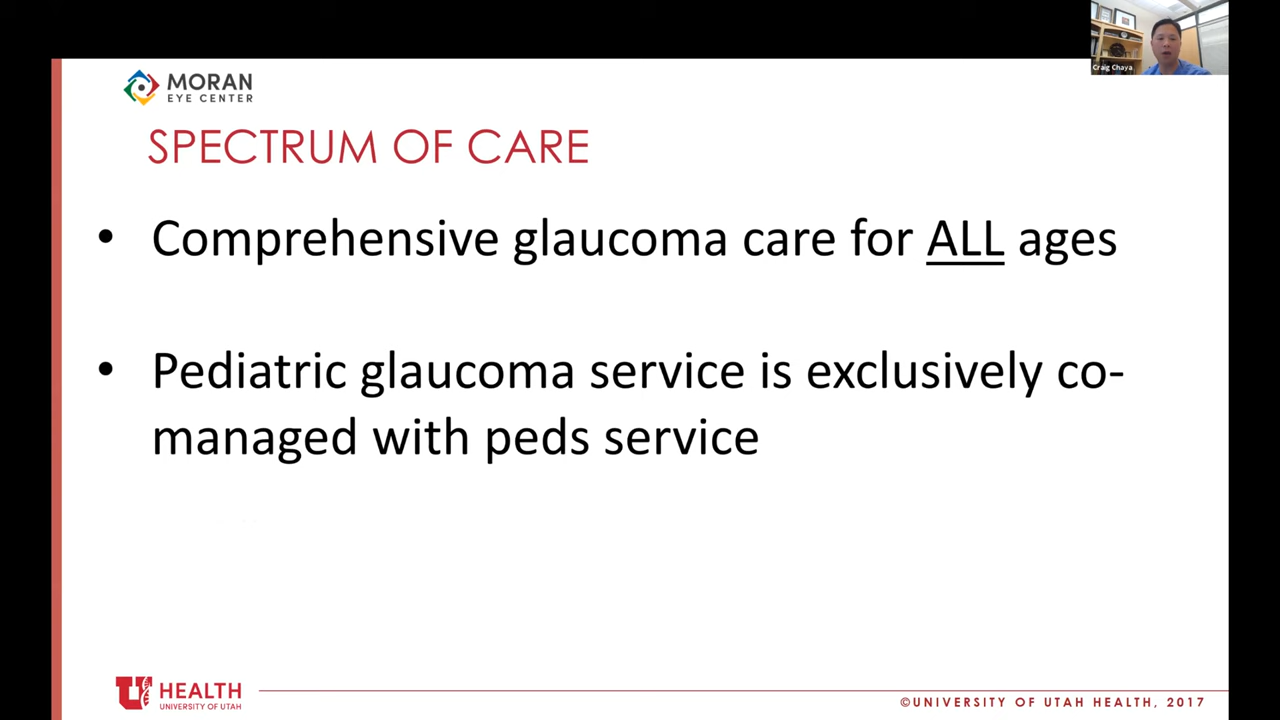 Craig Chaya
MORAN
EYE CENTER
SPECTRUM OF CARE
• Comprehensive glaucoma care for ALL ages
• Pediatric glaucoma service is exclusively co-
managed with peds service
U HEALTH
UNIVERSITY OF UTAH
©UNIVERSITY OF UTAH HEALTH, 2017